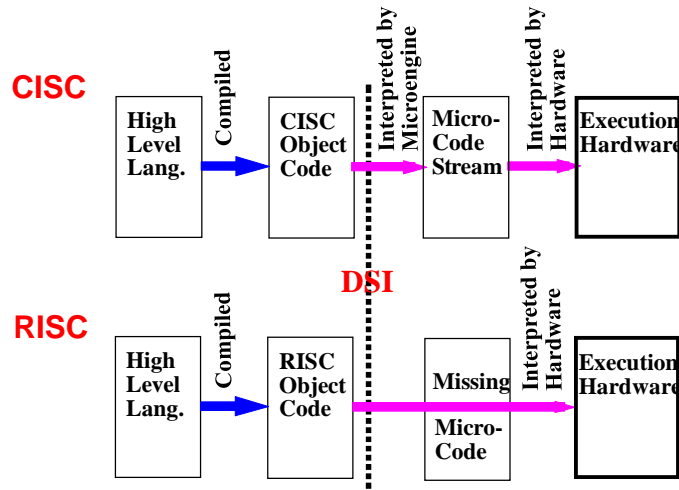 CISC
High
Level
Lang.
Compiled
CISC
Object
Code
Interpreted by
Microengine
Micro-
Code
Stream
Interpreted by
Hardware
Execution
Hardware
DSI
RISC
High
Level
Lang.
Compiled
RISC
Object
Code
Missing
Micro-
Code
Interpreted by
Hardware
Execution
Hardware